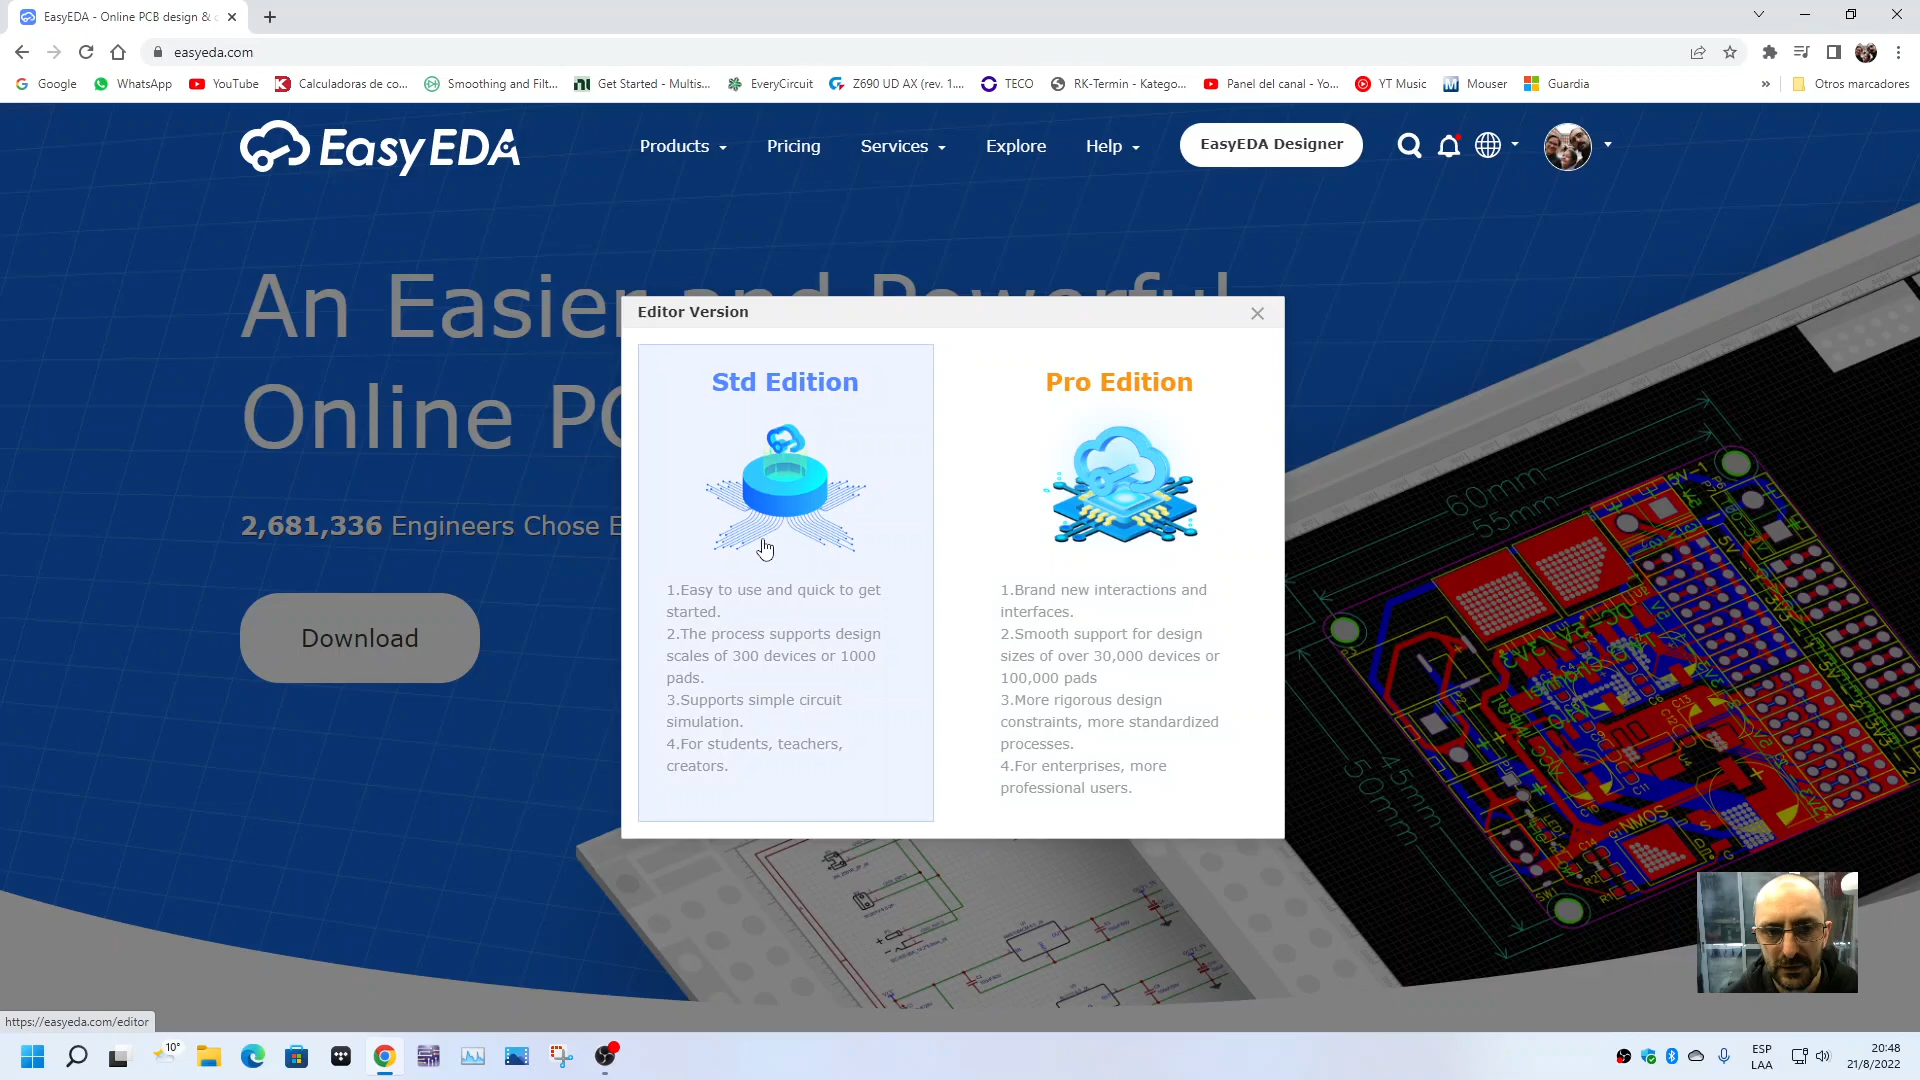 EasyEDA - Online PCB design & c
easyeda.com
Google
WhatsApp
YouTube
Calculadoras de co...
Smoothing and Filt...
Get Started - Multis...
EveryCircuit
Z690 UD AX (rev. 1....
TECO
RK-Termin - Katego...
Panel del canal - Yo...
YT Music
Mouser
Guardia
»
Otros marcadores
EasyEDA
Products
Pricing
Services
Explore
Help
EasyEDA Designer
An Easier and Powerful
Online PC
2,681,336 Engineers Chose E
Download
Editor Version
Std Edition
1.Easy to use and quick to get
started.
2.The process supports design
scales of 300 devices or 1000
pads.
3.Supports simple circuit
simulation.
4.For students, teachers,
creators.
Pro Edition
1.Brand new interactions and
interfaces.
2.Smooth support for design
sizes of over 30,000 devices or
100,000 pads
3.More rigorous design
constraints, more standardized
processes.
4.For enterprises, more
professional users.
60mm
55mm
45mm
50mm
NMOS
https://easyeda.com/editor
10°
ESP
LAA
20:48
21/8/2022